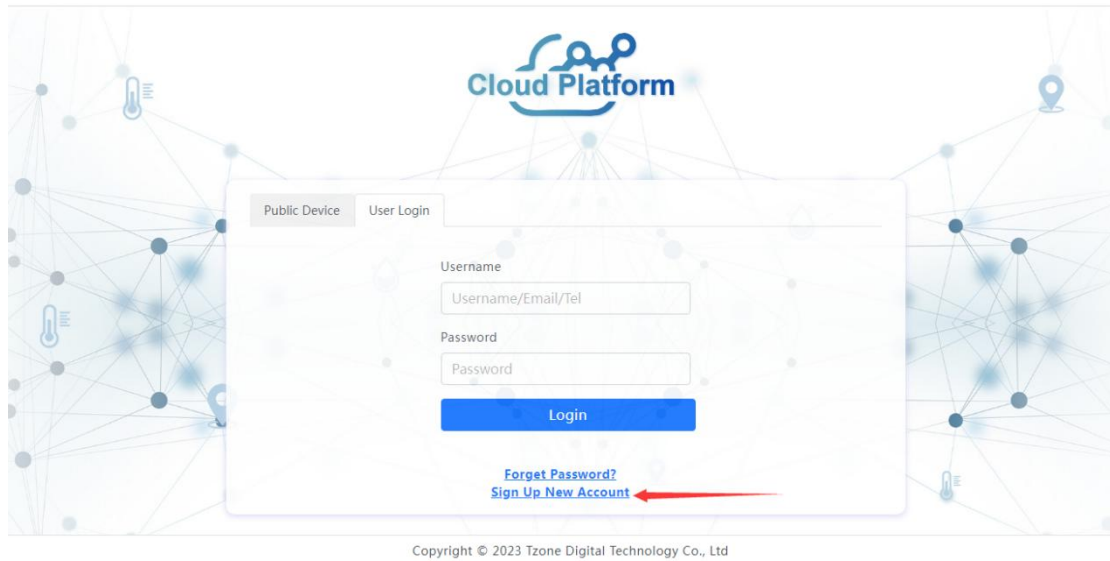 Cloud Platform
Public Device User Login
Username
Username/Email/Tel
Password
Password
Login
Forget Password?
Sign Up New Account
Copyright © 2023 Tzone Digital Technology Co., Ltd